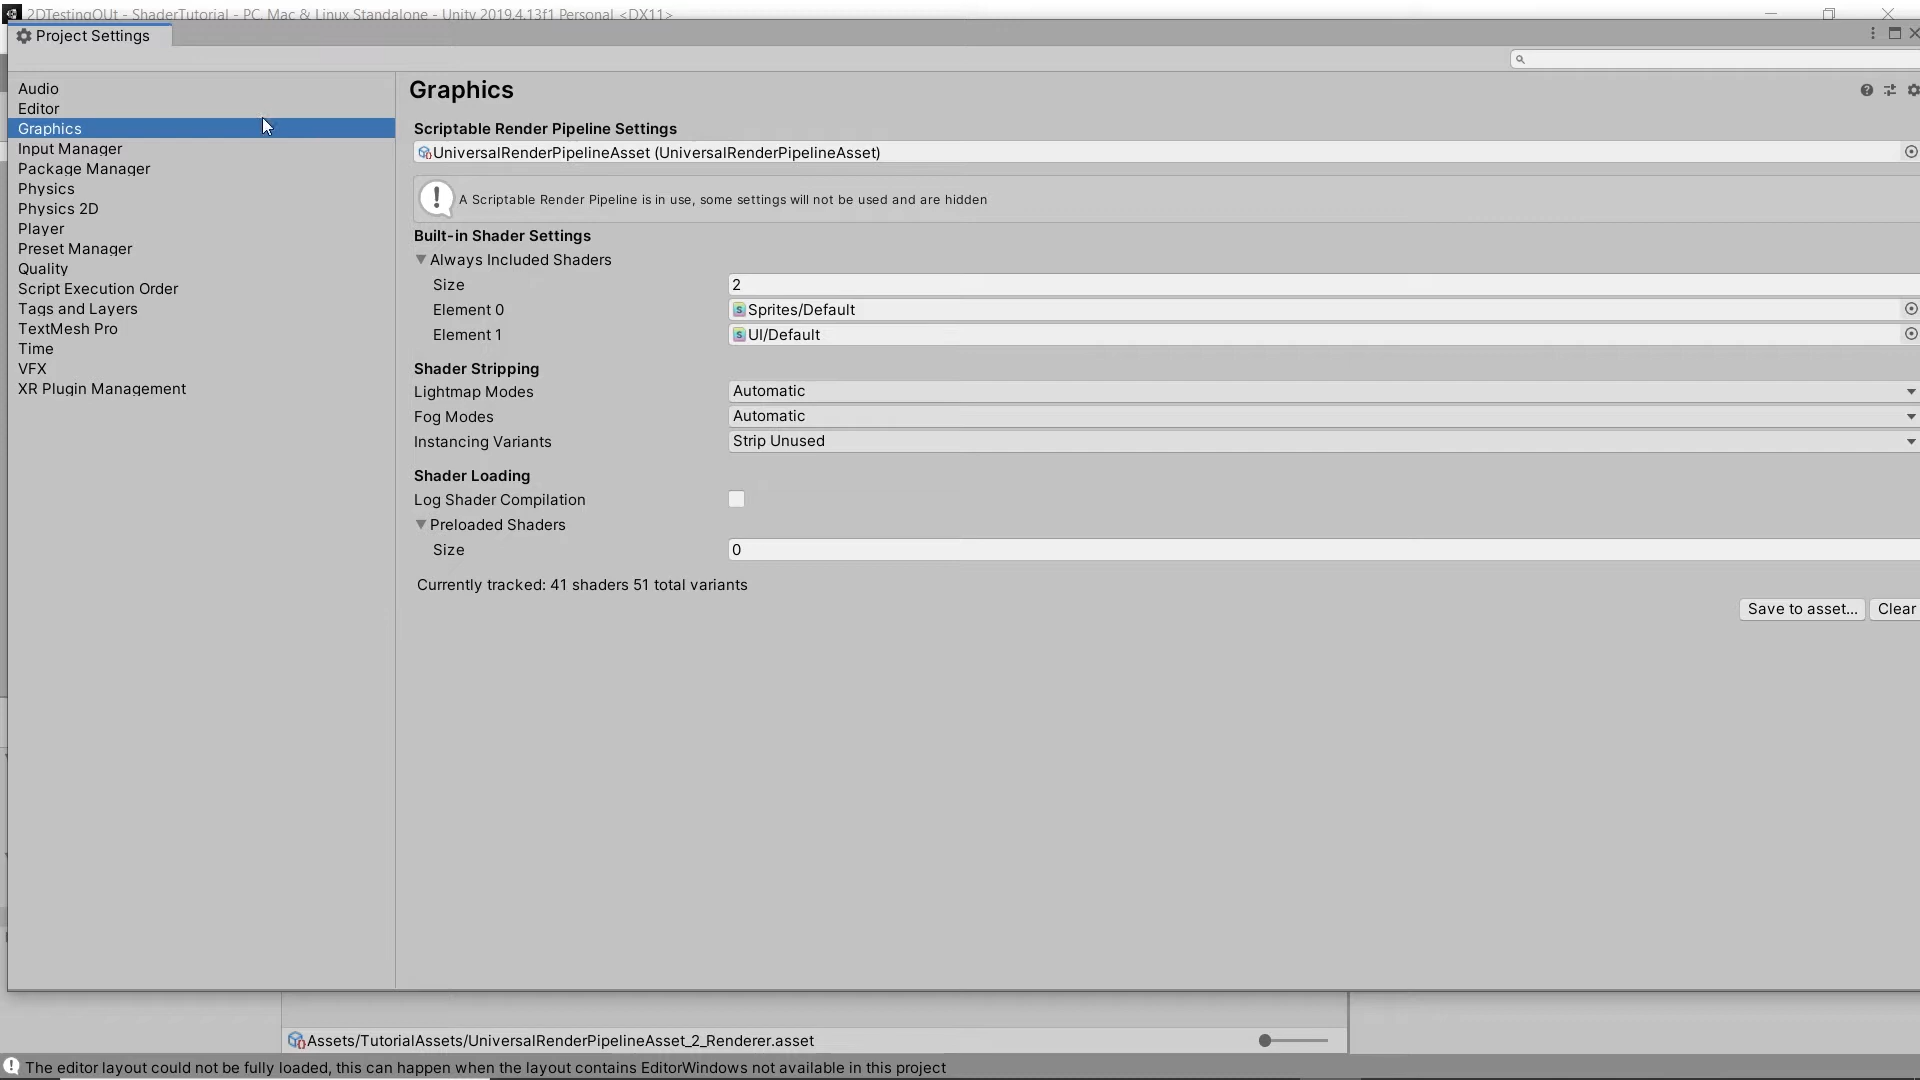 2DTestingOUt - ShaderTutorial - PC, Mac & Linux Standalone - Unity 2019.4.13f1 Personal <DX11>
Project Settings
Audio
Editor
Graphics
Input Manager
Package Manager
Physics
Physics 2D
Player
Preset Manager
Quality
Script Execution Order
Tags and Layers
TextMesh Pro
Time
VFX
XR Plugin Management
Graphics
Scriptable Render Pipeline Settings
UniversalRenderPipelineAsset (UniversalRenderPipelineAsset)
A Scriptable Render Pipeline is in use, some settings will not be used and are hidden
Built-in Shader Settings
Always Included Shaders
Size 2
Element 0 Sprites/Default
Element 1 UI/Default
Shader Stripping
Lightmap Modes Automatic
Fog Modes Automatic
Instancing Variants Strip Unused
Shader Loading
Log Shader Compilation
Preloaded Shaders
Size 0
Currently tracked: 41 shaders 51 total variants
Save to asset... Clear
Assets/TutorialAssets/UniversalRenderPipelineAsset_2_Renderer.asset
The editor layout could not be fully loaded, this can happen when the layout contains EditorWindows not available in this project